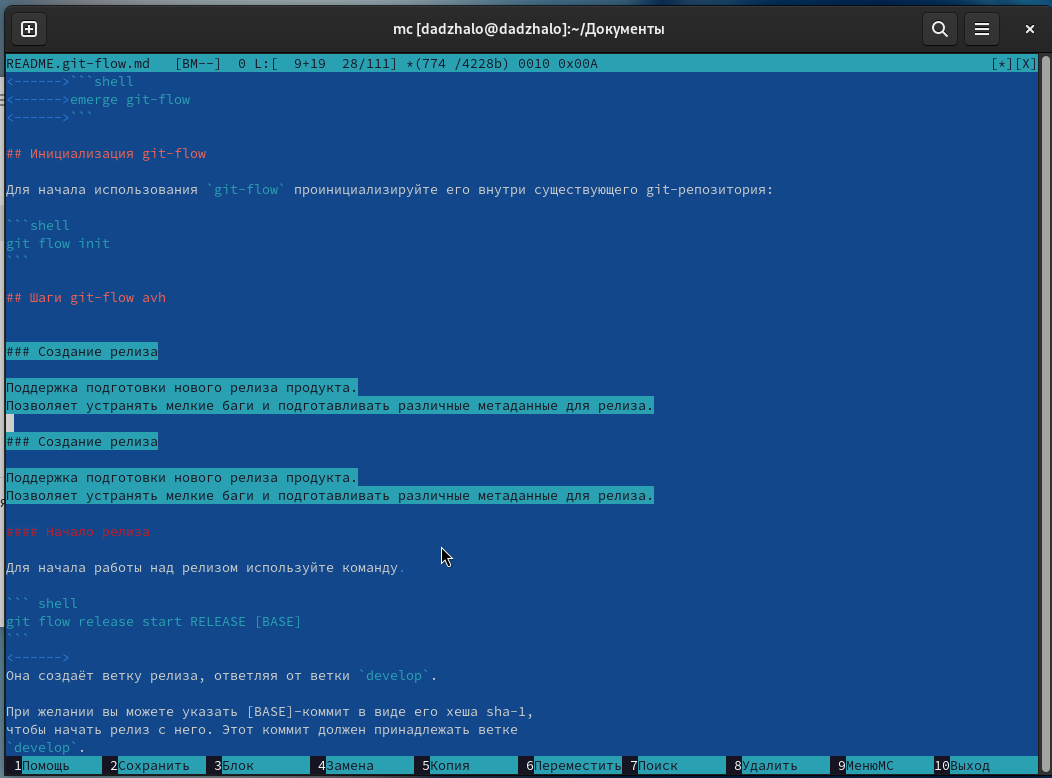 mc [dadzhalo@dadzhalo]:~/Документы
README.git-flow.md [BM--] 0 L:[ 9+19 28/111] *(774 /4228b) 0010 0x00A [*][X]
<------>```shell
<------>emerge git-flow
<------>```
## Инициализация git-flow
Для начала использования `git-flow` проинициализируйте его внутри существующего git-репозитория:
```shell
git flow init
```
## Шаги git-flow avh
### Создание релиза
Поддержка подготовки нового релиза продукта.
Позволяет устранять мелкие баги и подготавливать различные метаданные для релиза.
### Создание релиза
Поддержка подготовки нового релиза продукта.
Позволяет устранять мелкие баги и подготавливать различные метаданные для релиза.
#### Начало релиза
Для начала работы над релизом используйте команду.
``` shell
git flow release start RELEASE [BASE]
```
<------>
Она создаёт ветку релиза, ответляя от ветки `develop`.
При желании вы можете указать [BASE]-коммит в виде его хеша sha-1,
чтобы начать релиз с него. Этот коммит должен принадлежать ветке
`develop`.
1Помощь 2Сохранить 3Блок 4Замена 5Копия 6Переместить 7Поиск 8Удалить 9МенюMC 10Выход